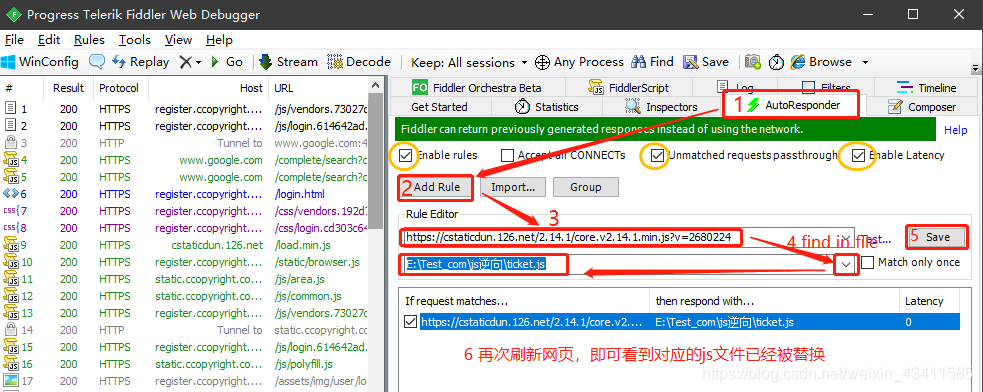 Progress Telerik Fiddler Web Debugger
File Edit Rules Tools View Help
WinConfig Replay Go Stream Decode Keep: All sessions Any Process Find Save Browse
# Result Protocol Host URL
1 200 HTTPS register.ccopyright.... /js/vendors.73027c
2 200 HTTPS register.ccopyright.... /js/login.614642ad.
3 200 HTTP Tunnel to www.google.com:4
4 200 HTTPS www.google.com /complete/search?c
5 200 HTTPS www.google.com /complete/search?c
6 200 HTTPS register.ccopyright.... /login.html
7 200 HTTPS register.ccopyright.... /css/vendors.192d7
8 200 HTTPS register.ccopyright.... /css/login.cd303c64
9 200 HTTPS cstaticdun.126.net /load.min.js
10 200 HTTPS register.ccopyright.... /static/browser.js
11 200 HTTPS register.ccopyright.... /js/area.js
12 200 HTTPS register.ccopyright.... /js/common.js
13 200 HTTPS register.ccopyright.... /js/vendors.73027c
14 200 HTTP Tunnel to static.ccopyright.co
15 200 HTTPS register.ccopyright.... /js/login.614642ad.
16 200 HTTPS static.ccopyright.co... /js/polyfill.js
17 200 HTTPS register.ccopyright.... /assets/img/user/lo
FO Fiddler Orchestra Beta FiddlerScript Log Filters Timeline
Get Started Statistics Inspectors 1 AutoResponder Composer
Fiddler can return previously generated responses instead of using the network. Help
Enable rules Accept all CONNECTs Unmatched requests passthrough Enable Latency
2 Add Rule Import... Group
3
Rule Editor
https://cstaticdun.126.net/2.14.1/core.v2.14.1.min.js?v=2680224 Test... 5 Save
4 find in file
E:\Test_com\js逆向\ticket.js Match only once
If request matches... then respond with... Latency
https://cstaticdun.126.net/2.14.1/core.v2.... E:\Test_com\js逆向\ticket.js 0
6 再次刷新网页，即可看到对应的js文件已经被替换
https://blog.csdn.net/weixin_43411585